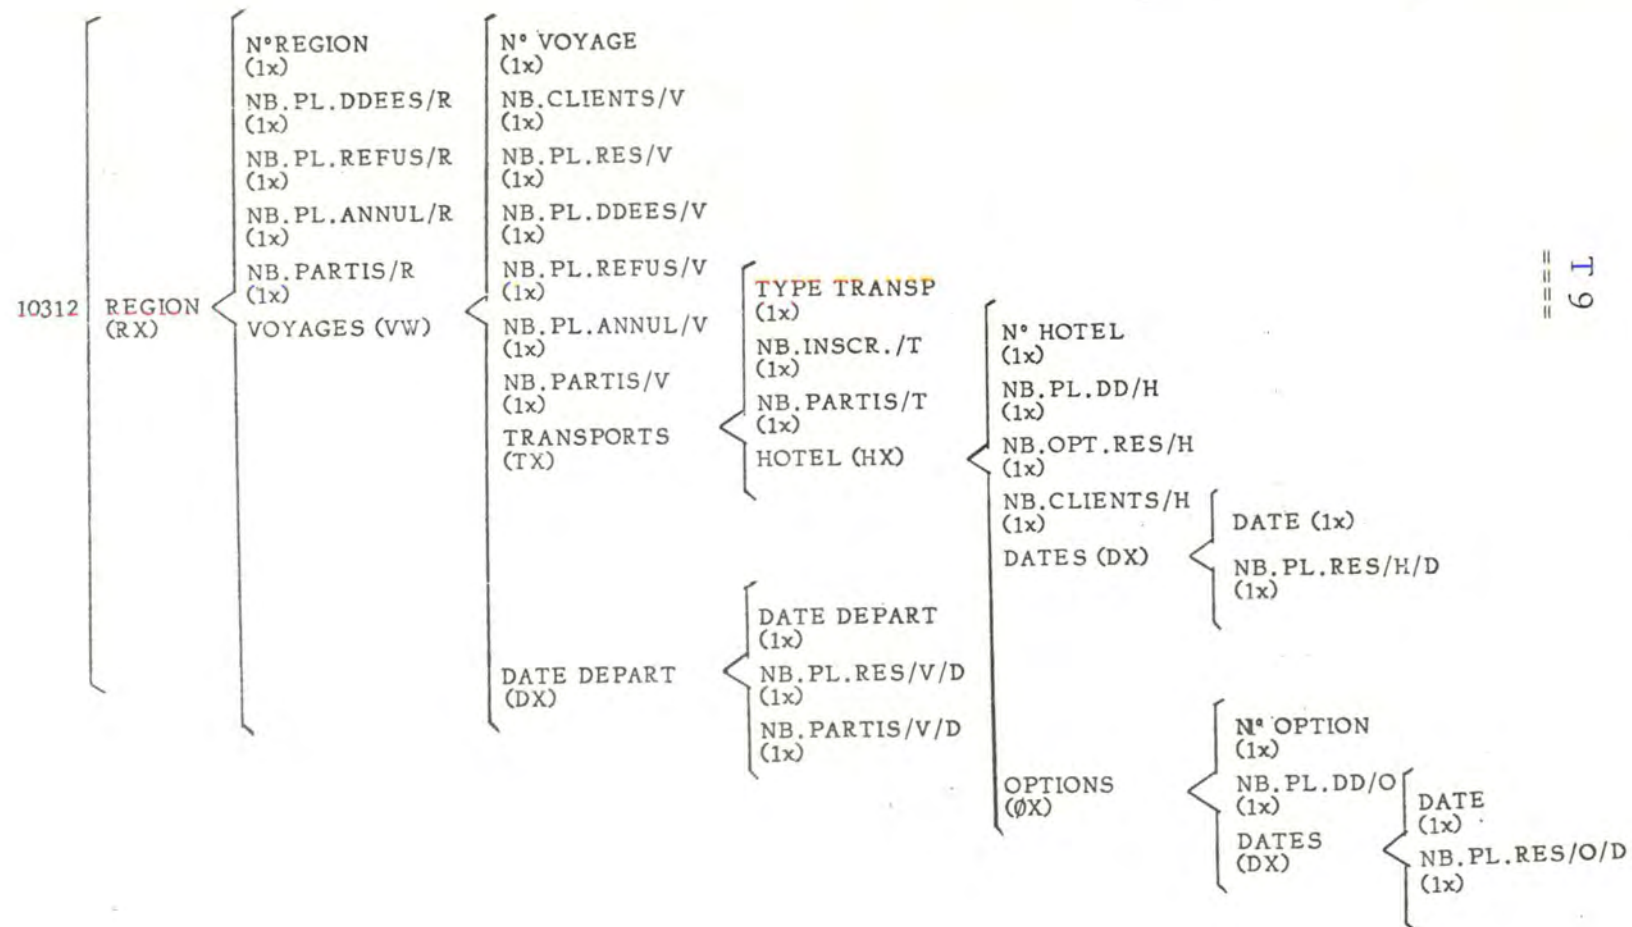 10312
REGION
(RX)
N°REGION
(1x)
NB.PL.DDEES/R
(1x)
NB.PL.REFUS/R
(1x)
NB.PL.ANNUL/R
(1x)
NB.PARTIS/R
(1x)
VOYAGES (VW)
N° VOYAGE
(1x)
NB.CLIENTS/V
(1x)
NB.PL.RES/V
(1x)
NB.PL.DDEES/V
(1x)
NB.PL.REFUS/V
(1x)
NB.PL.ANNUL/V
(1x)
NB.PARTIS/V
(1x)
TRANSPORTS
(TX)
DATE DEPART
(DX)
TYPE TRANSP
(1x)
NB.INSCR./T
(1x)
NB.PARTIS/T
(1x)
HOTEL (HX)
DATE DEPART
(1x)
NB.PL.RES/V/D
(1x)
NB.PARTIS/V/D
(1x)
N° HOTEL
(1x)
NB.PL.DD/H
(1x)
NB.OPT.RES/H
(1x)
NB.CLIENTS/H
(1x)
DATES (DX)
OPTIONS
(ØX)
DATE (1x)
NB.PL.RES/H/D
(1x)
N° OPTION
(1x)
NB.PL.DD/O
(1x)
DATES
(DX)
DATE
(1x)
NB.PL.RES/O/D
(1x)
T 9
====